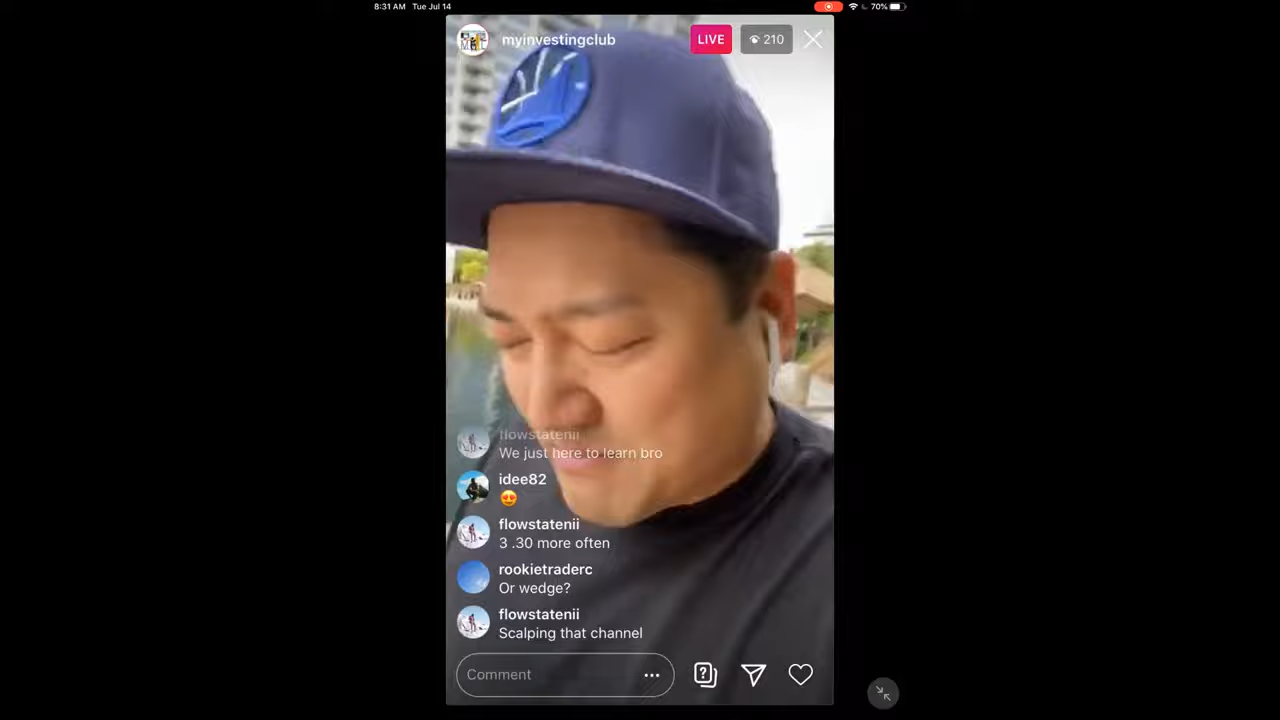 8:31 AM Tue Jul 14
70%
myinvestingclub
LIVE
210
flowstatenii
We just here to learn bro
idee82
flowstatenii
3 .30 more often
rookietraderc
Or wedge?
flowstatenii
Scalping that channel
Comment